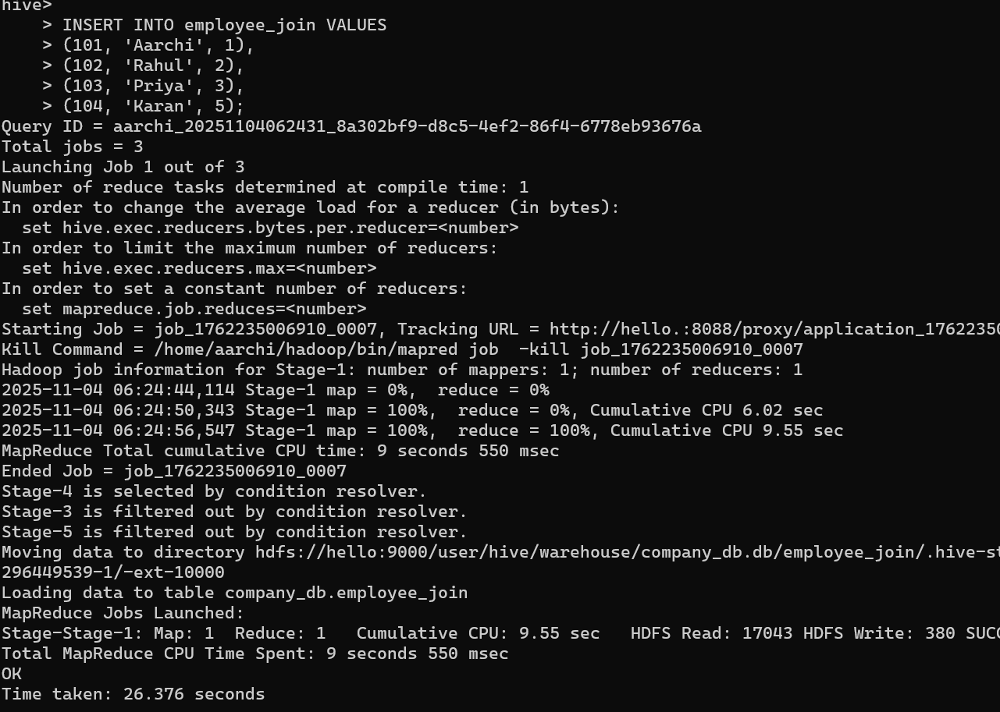 hive>
    > INSERT INTO employee_join VALUES
    > (101, 'Aarchi', 1),
    > (102, 'Rahul', 2),
    > (103, 'Priya', 3),
    > (104, 'Karan', 5);
Query ID = aarchi_20251104062431_8a302bf9-d8c5-4ef2-86f4-6778eb93676a
Total jobs = 3
Launching Job 1 out of 3
Number of reduce tasks determined at compile time: 1
In order to change the average load for a reducer (in bytes):
  set hive.exec.reducers.bytes.per.reducer=<number>
In order to limit the maximum number of reducers:
  set hive.exec.reducers.max=<number>
In order to set a constant number of reducers:
  set mapreduce.job.reduces=<number>
Starting Job = job_1762235006910_0007, Tracking URL = http://hello.:8088/proxy/application_17622350
Kill Command = /home/aarchi/hadoop/bin/mapred job  -kill job_1762235006910_0007
Hadoop job information for Stage-1: number of mappers: 1; number of reducers: 1
2025-11-04 06:24:44,114 Stage-1 map = 0%,  reduce = 0%
2025-11-04 06:24:50,343 Stage-1 map = 100%,  reduce = 0%, Cumulative CPU 6.02 sec
2025-11-04 06:24:56,547 Stage-1 map = 100%,  reduce = 100%, Cumulative CPU 9.55 sec
MapReduce Total cumulative CPU time: 9 seconds 550 msec
Ended Job = job_1762235006910_0007
Stage-4 is selected by condition resolver.
Stage-3 is filtered out by condition resolver.
Stage-5 is filtered out by condition resolver.
Moving data to directory hdfs://hello:9000/user/hive/warehouse/company_db.db/employee_join/.hive-st
296449539-1/-ext-10000
Loading data to table company_db.employee_join
MapReduce Jobs Launched:
Stage-Stage-1: Map: 1  Reduce: 1   Cumulative CPU: 9.55 sec   HDFS Read: 17043 HDFS Write: 380 SUCC
Total MapReduce CPU Time Spent: 9 seconds 550 msec
OK
Time taken: 26.376 seconds